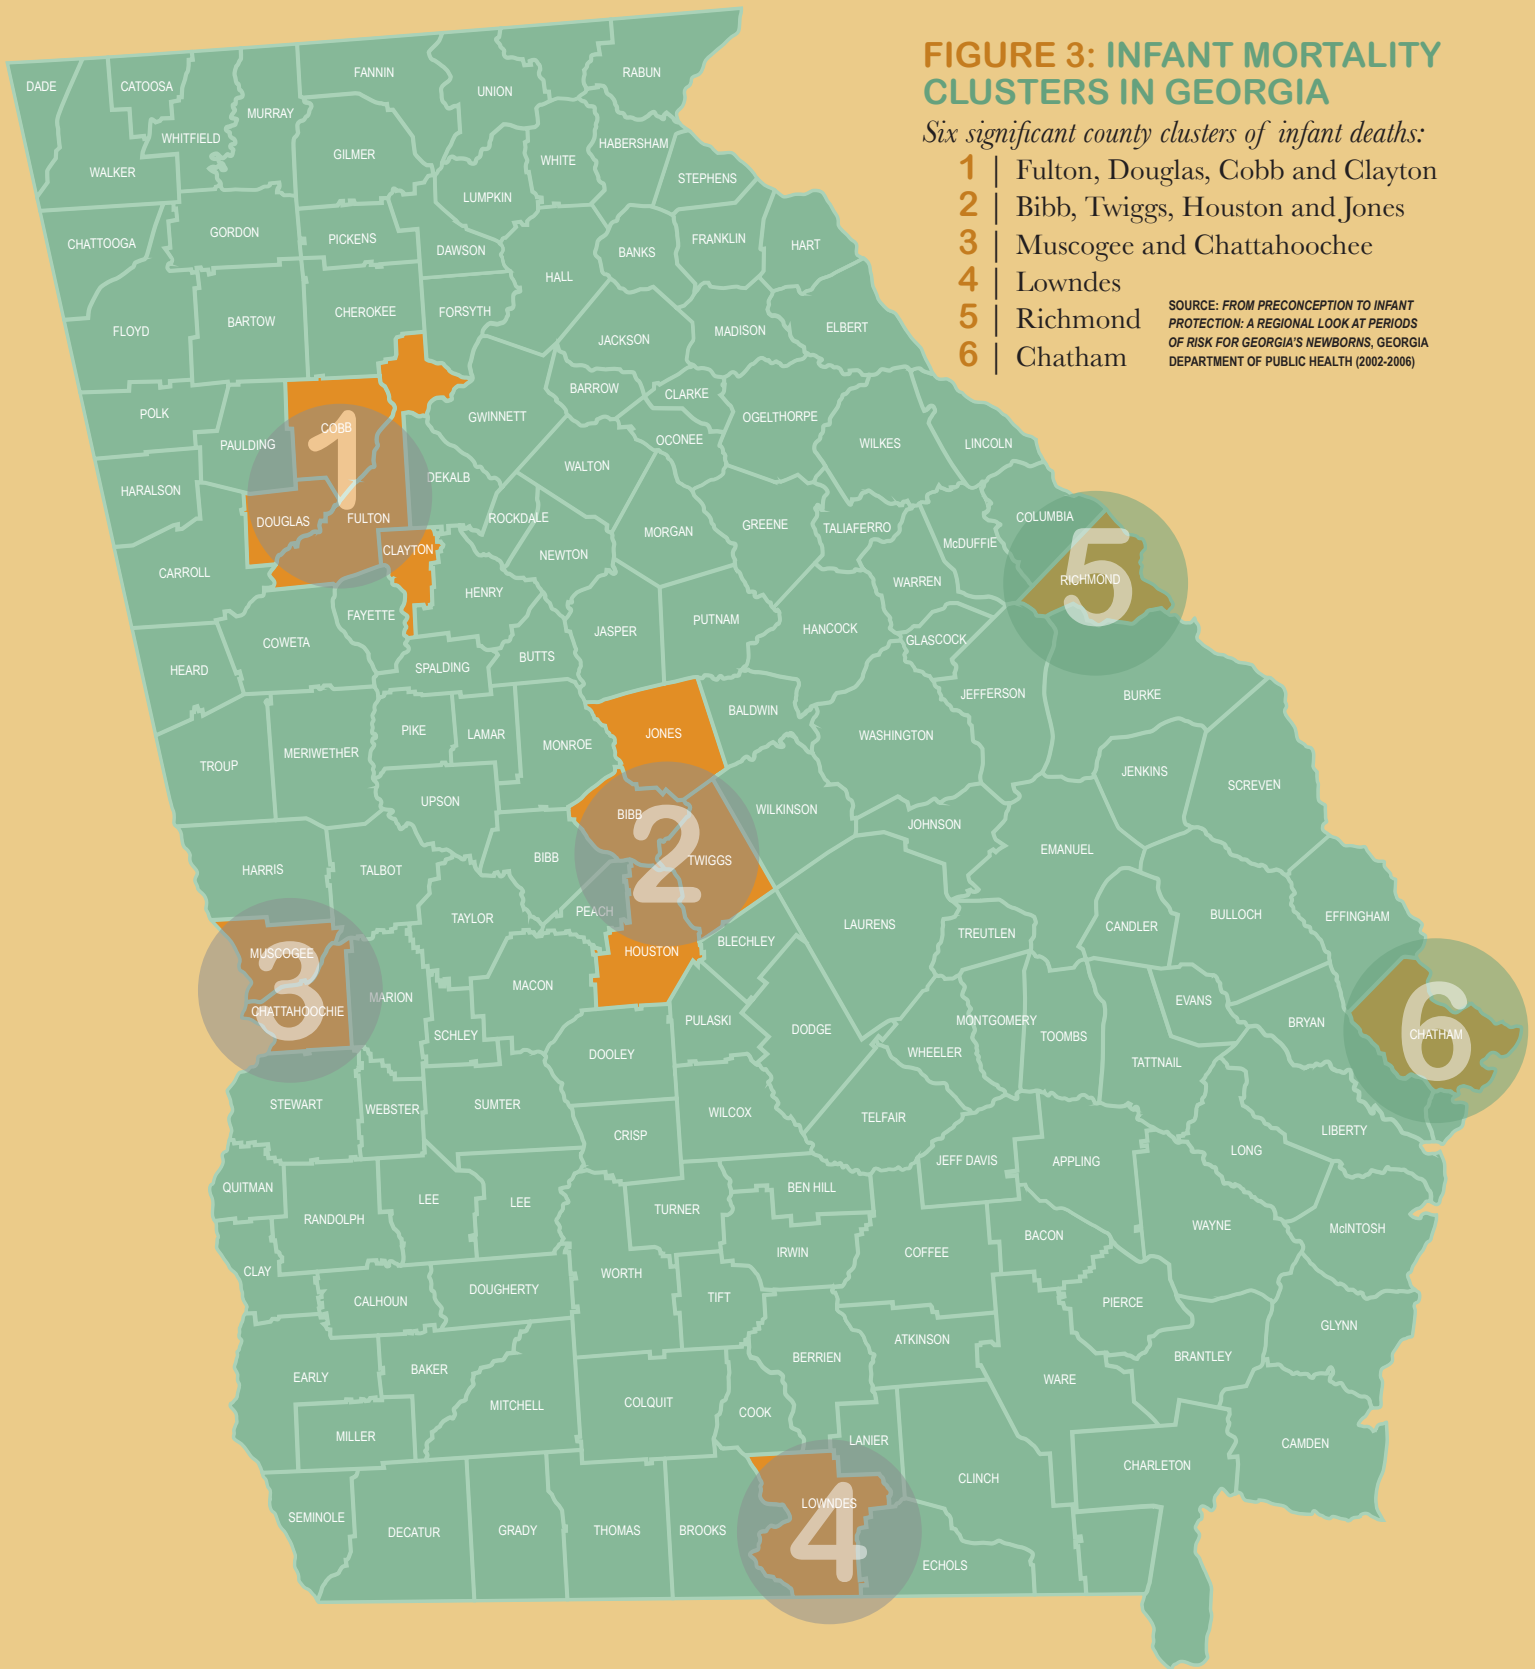 FIGURE 3: INFANT MORTALITY
CLUSTERS IN GEORGIA
Six significant county clusters of infant deaths:
1 | Fulton, Douglas, Cobb and Clayton
2 | Bibb, Twiggs, Houston and Jones
3 | Muscogee and Chattahoochee
4 | Lowndes
5 | Richmond
6 | Chatham
SOURCE: FROM PRECONCEPTION TO INFANT
PROTECTION: A REGIONAL LOOK AT PERIODS
OF RISK FOR GEORGIA'S NEWBORNS, GEORGIA
DEPARTMENT OF PUBLIC HEALTH (2002-2006)
DADE
CATOOSA
FANNIN
UNION
RABUN
MURRAY
WHITFIELD
WALKER
GILMER
WHITE
HABERSHAM
STEPHENS
LUMPKIN
CHATTOOGA
GORDON
PICKENS
DAWSON
BANKS
FRANKLIN
HART
HALL
FLOYD
BARTOW
CHEROKEE
FORSYTH
JACKSON
MADISON
ELBERT
POLK
PAULDING
COBB
1
GWINNETT
BARROW
CLARKE
OGELTHORPE
OCONEE
WILKES
LINCOLN
HARALSON
DEKALB
WALTON
DOUGLAS
FULTON
ROCKDALE
MORGAN
GREENE
TALIAFERRO
COLUMBIA
McDUFFIE
CARROLL
CLAYTON
NEWTON
WARREN
RICHMOND
5
HENRY
FAYETTE
COWETA
JASPER
PUTNAM
HANCOCK
GLASCOCK
HEARD
SPALDING
BUTTS
JEFFERSON
BURKE
PIKE
LAMAR
MONROE
JONES
BALDWIN
WASHINGTON
TROUP
MERIWETHER
JENKINS
SCREVEN
UPSON
BIBB
2
WILKINSON
JOHNSON
HARRIS
TALBOT
BIBB
TWIGGS
EMANUEL
TAYLOR
PEACH
LAURENS
TREUTLEN
CANDLER
BULLOCH
EFFINGHAM
MUSCOGEE
3
HOUSTON
BLECHLEY
CHATTAHOOCHIE
MARION
MACON
SCHLEY
PULASKI
DODGE
MONTGOMERY
TOOMBS
EVANS
BRYAN
CHATHAM
6
DOOLEY
WHEELER
TATTNAIL
STEWART
WEBSTER
SUMTER
WILCOX
TELFAIR
LIBERTY
CRISP
LONG
JEFF DAVIS
APPLING
QUITMAN
RANDOLPH
LEE
LEE
TURNER
BEN HILL
WAYNE
McINTOSH
IRWIN
COFFEE
BACON
CLAY
CALHOUN
DOUGHERTY
WORTH
TIFT
PIERCE
GLYNN
ATKINSON
BERRIEN
BRANTLEY
EARLY
BAKER
WARE
MITCHELL
COLQUIT
COOK
MILLER
LANIER
CAMDEN
CLINCH
CHARLETON
SEMINOLE
DECATUR
GRADY
THOMAS
BROOKS
LOWNDES
4
ECHOLS